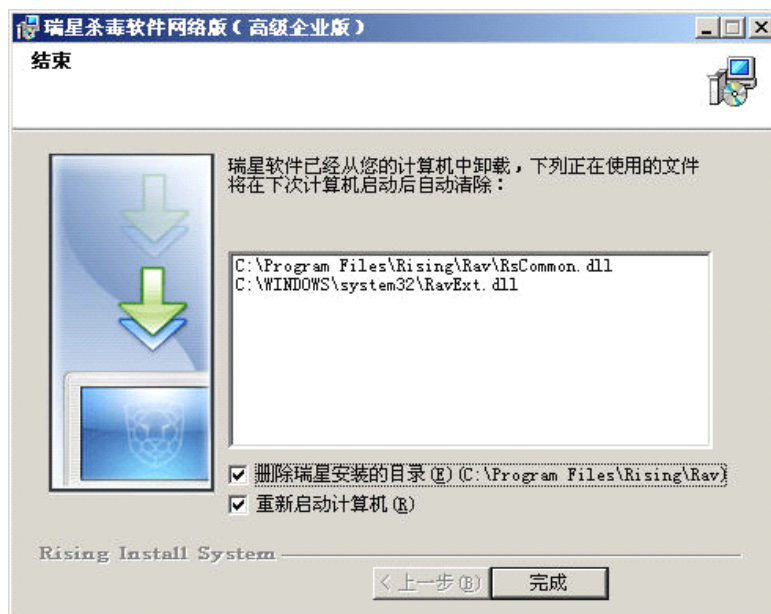 瑞星杀毒软件网络版(高级企业版)
结束
瑞星软件已经从您的计算机中卸载,下列正在使用的文件
将在下次计算机启动后自动清除:
C:\Program Files\Rising\Rav\RsCommon.dll
C:\WINDOWS\system32\RavExt.dll
删除瑞星安装的目录(E)(C:\Program Files\Rising\Rav)
重新启动计算机(R)
Rising Install System
<上一步(B) 完成